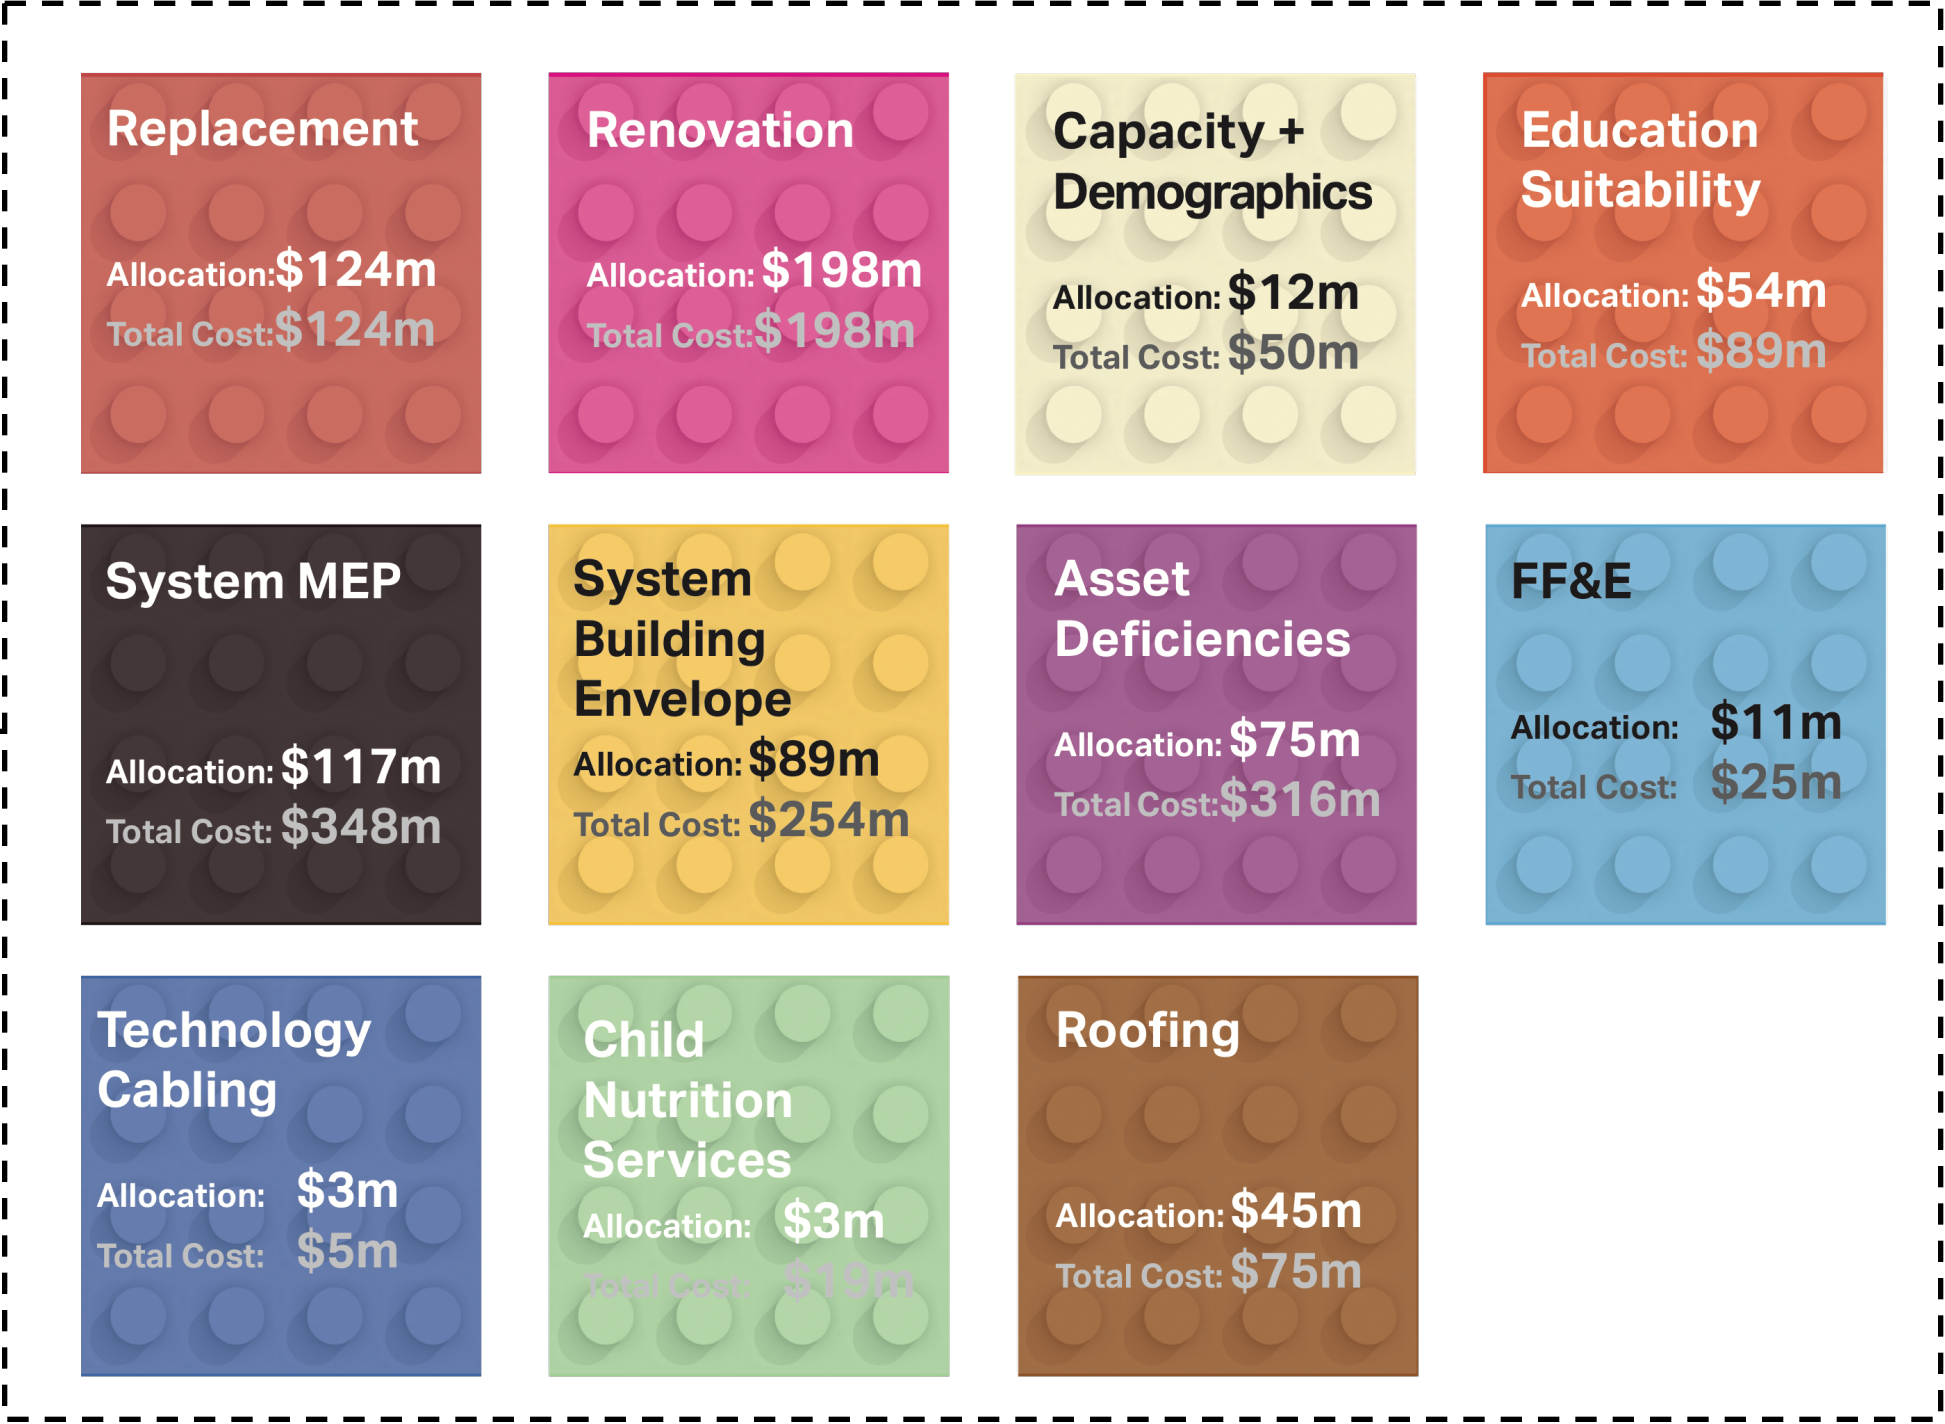 Replacement
Allocation:$124m
Total Cost:$124m
Renovation
Allocation: $198m
Total Cost:$198m
Capacity +
Demographics
Allocation: $12m
Total Cost: $50m
Education
Suitability
Allocation: $54m
Total Cost: $89m
System MEP
Allocation: $117m
Total Cost: $348m
System
Building
Envelope
Allocation: $89m
Total Cost: $254m
Asset
Deficiencies
Allocation: $75m
Total Cost:$316m
FF&E
Allocation: $11m
Total Cost: $25m
Technology
Cabling
Allocation: $3m
Total Cost: $5m
Child
Nutrition
Services
Allocation: $3m
Total Cost: $19m
Roofing
Allocation: $45m
Total Cost: $75m